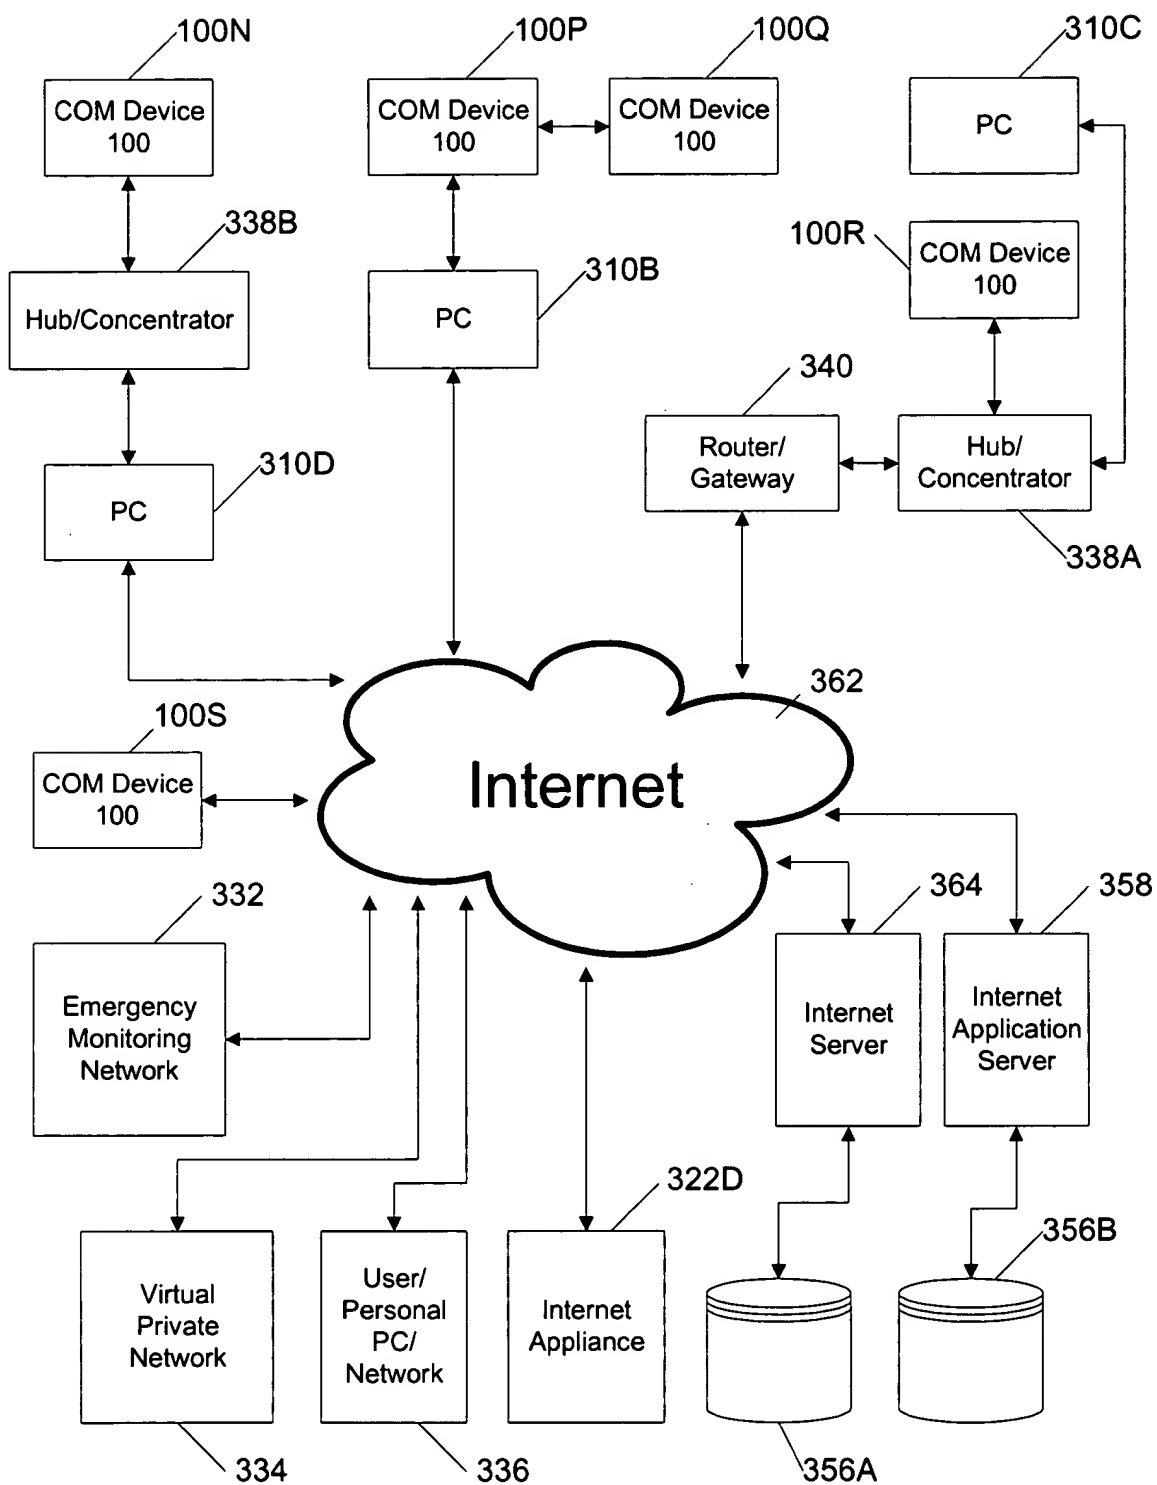 100N
100P
100Q
310C
COM Device
100
COM Device
100
COM Device
100
PC
338B
100R
COM Device
100
310B
Hub/Concentrator
PC
340
Router/
Gateway
Hub/
Concentrator
310D
PC
338A
362
100S
COM Device
100
Internet
332
364
358
Emergency
Monitoring
Network
Internet
Server
Internet
Application
Server
322D
356B
Virtual
Private
Network
User/
Personal
PC/
Network
Internet
Appliance
334
336
356A